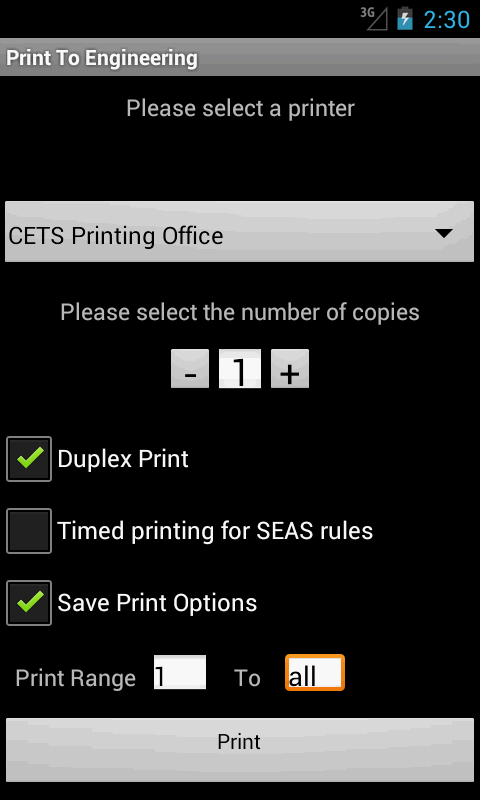 3G 2:30
Print To Engineering
Please select a printer
CETS Printing Office
Please select the number of copies
- 1 +
Duplex Print
Timed printing for SEAS rules
Save Print Options
Print Range 1 To all
Print